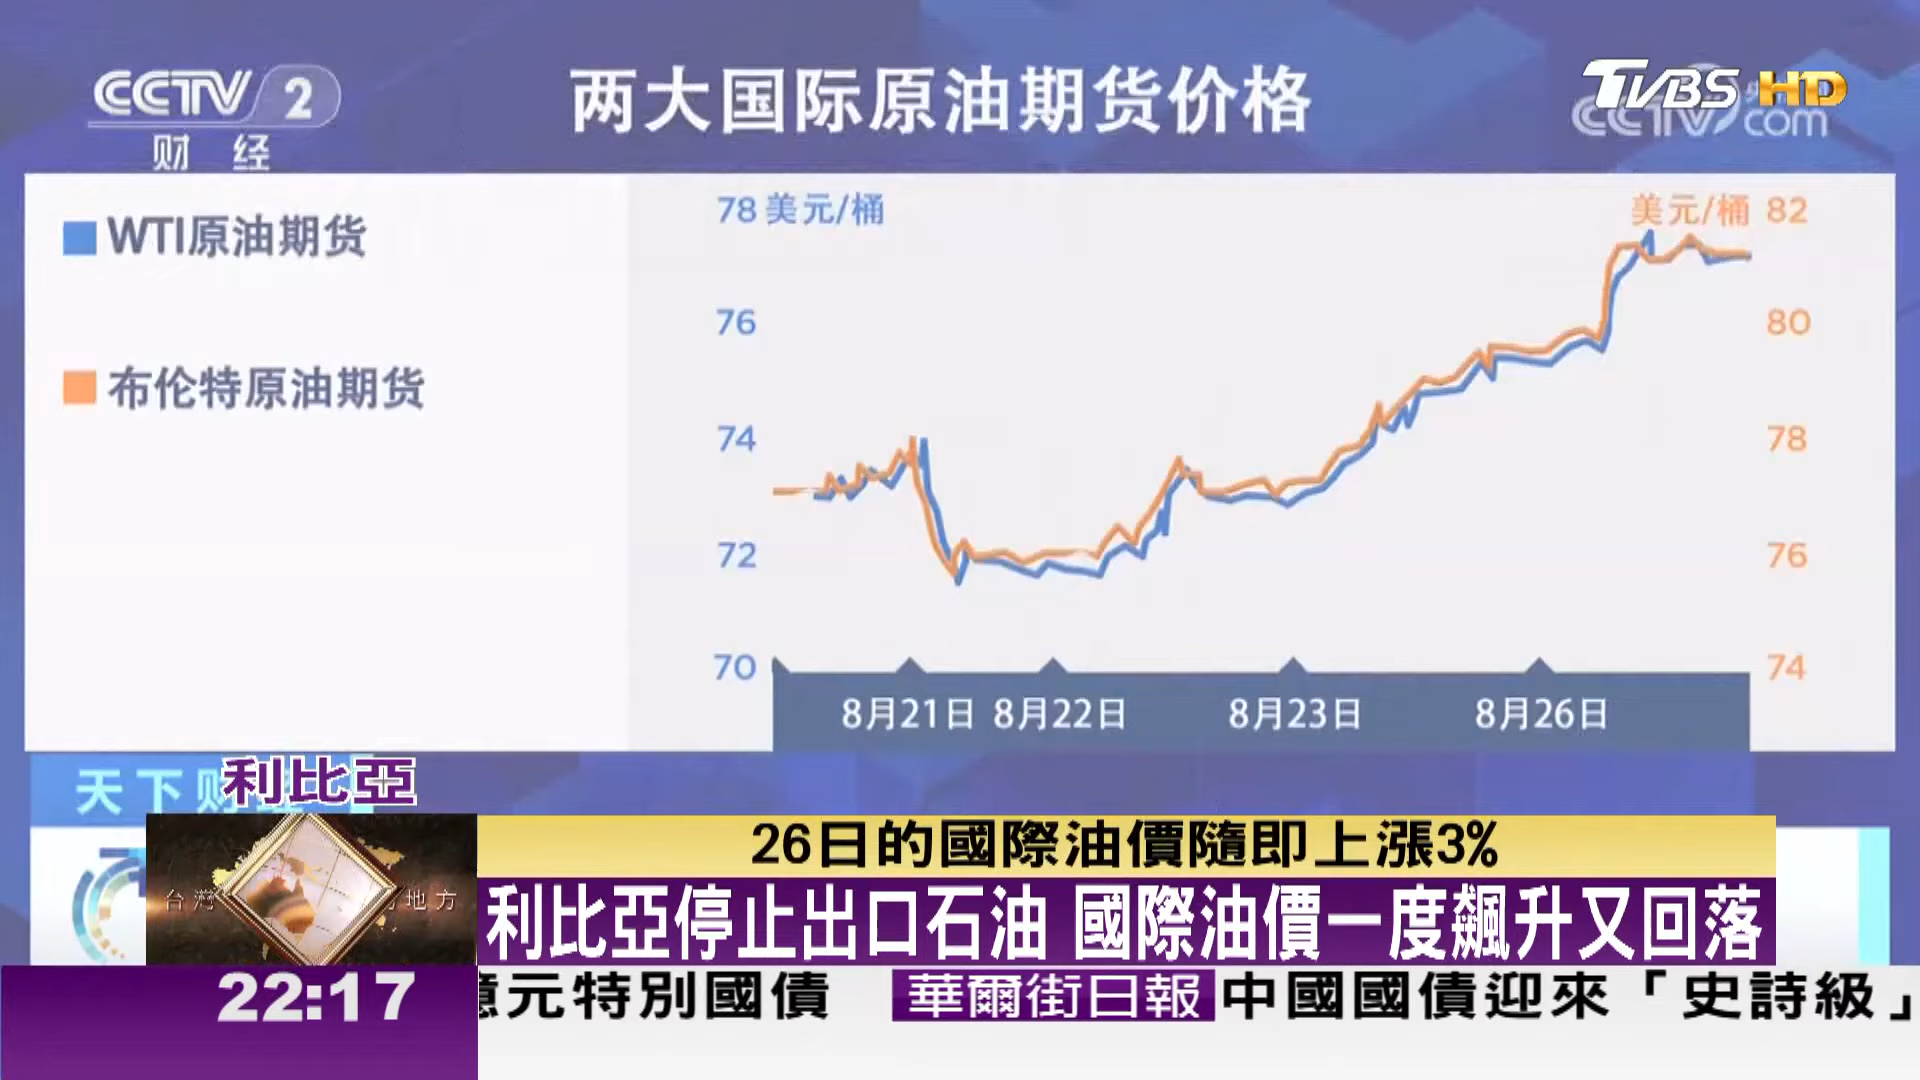 CCTV 2
财 经
两大国际原油期货价格
TVBS HD
CCTV com
WTI原油期货
布伦特原油期货
78 美元/桶
76
74
72
70
美元/桶 82
80
78
76
74
8月21日 8月22日 8月23日 8月26日
天下财
利比亞
台灣 地方
26日的國際油價隨即上漲3%
利比亞停止出口石油 國際油價一度飆升又回落
22:17
億元特別國債 華爾街日報 中國國債迎來「史詩級」